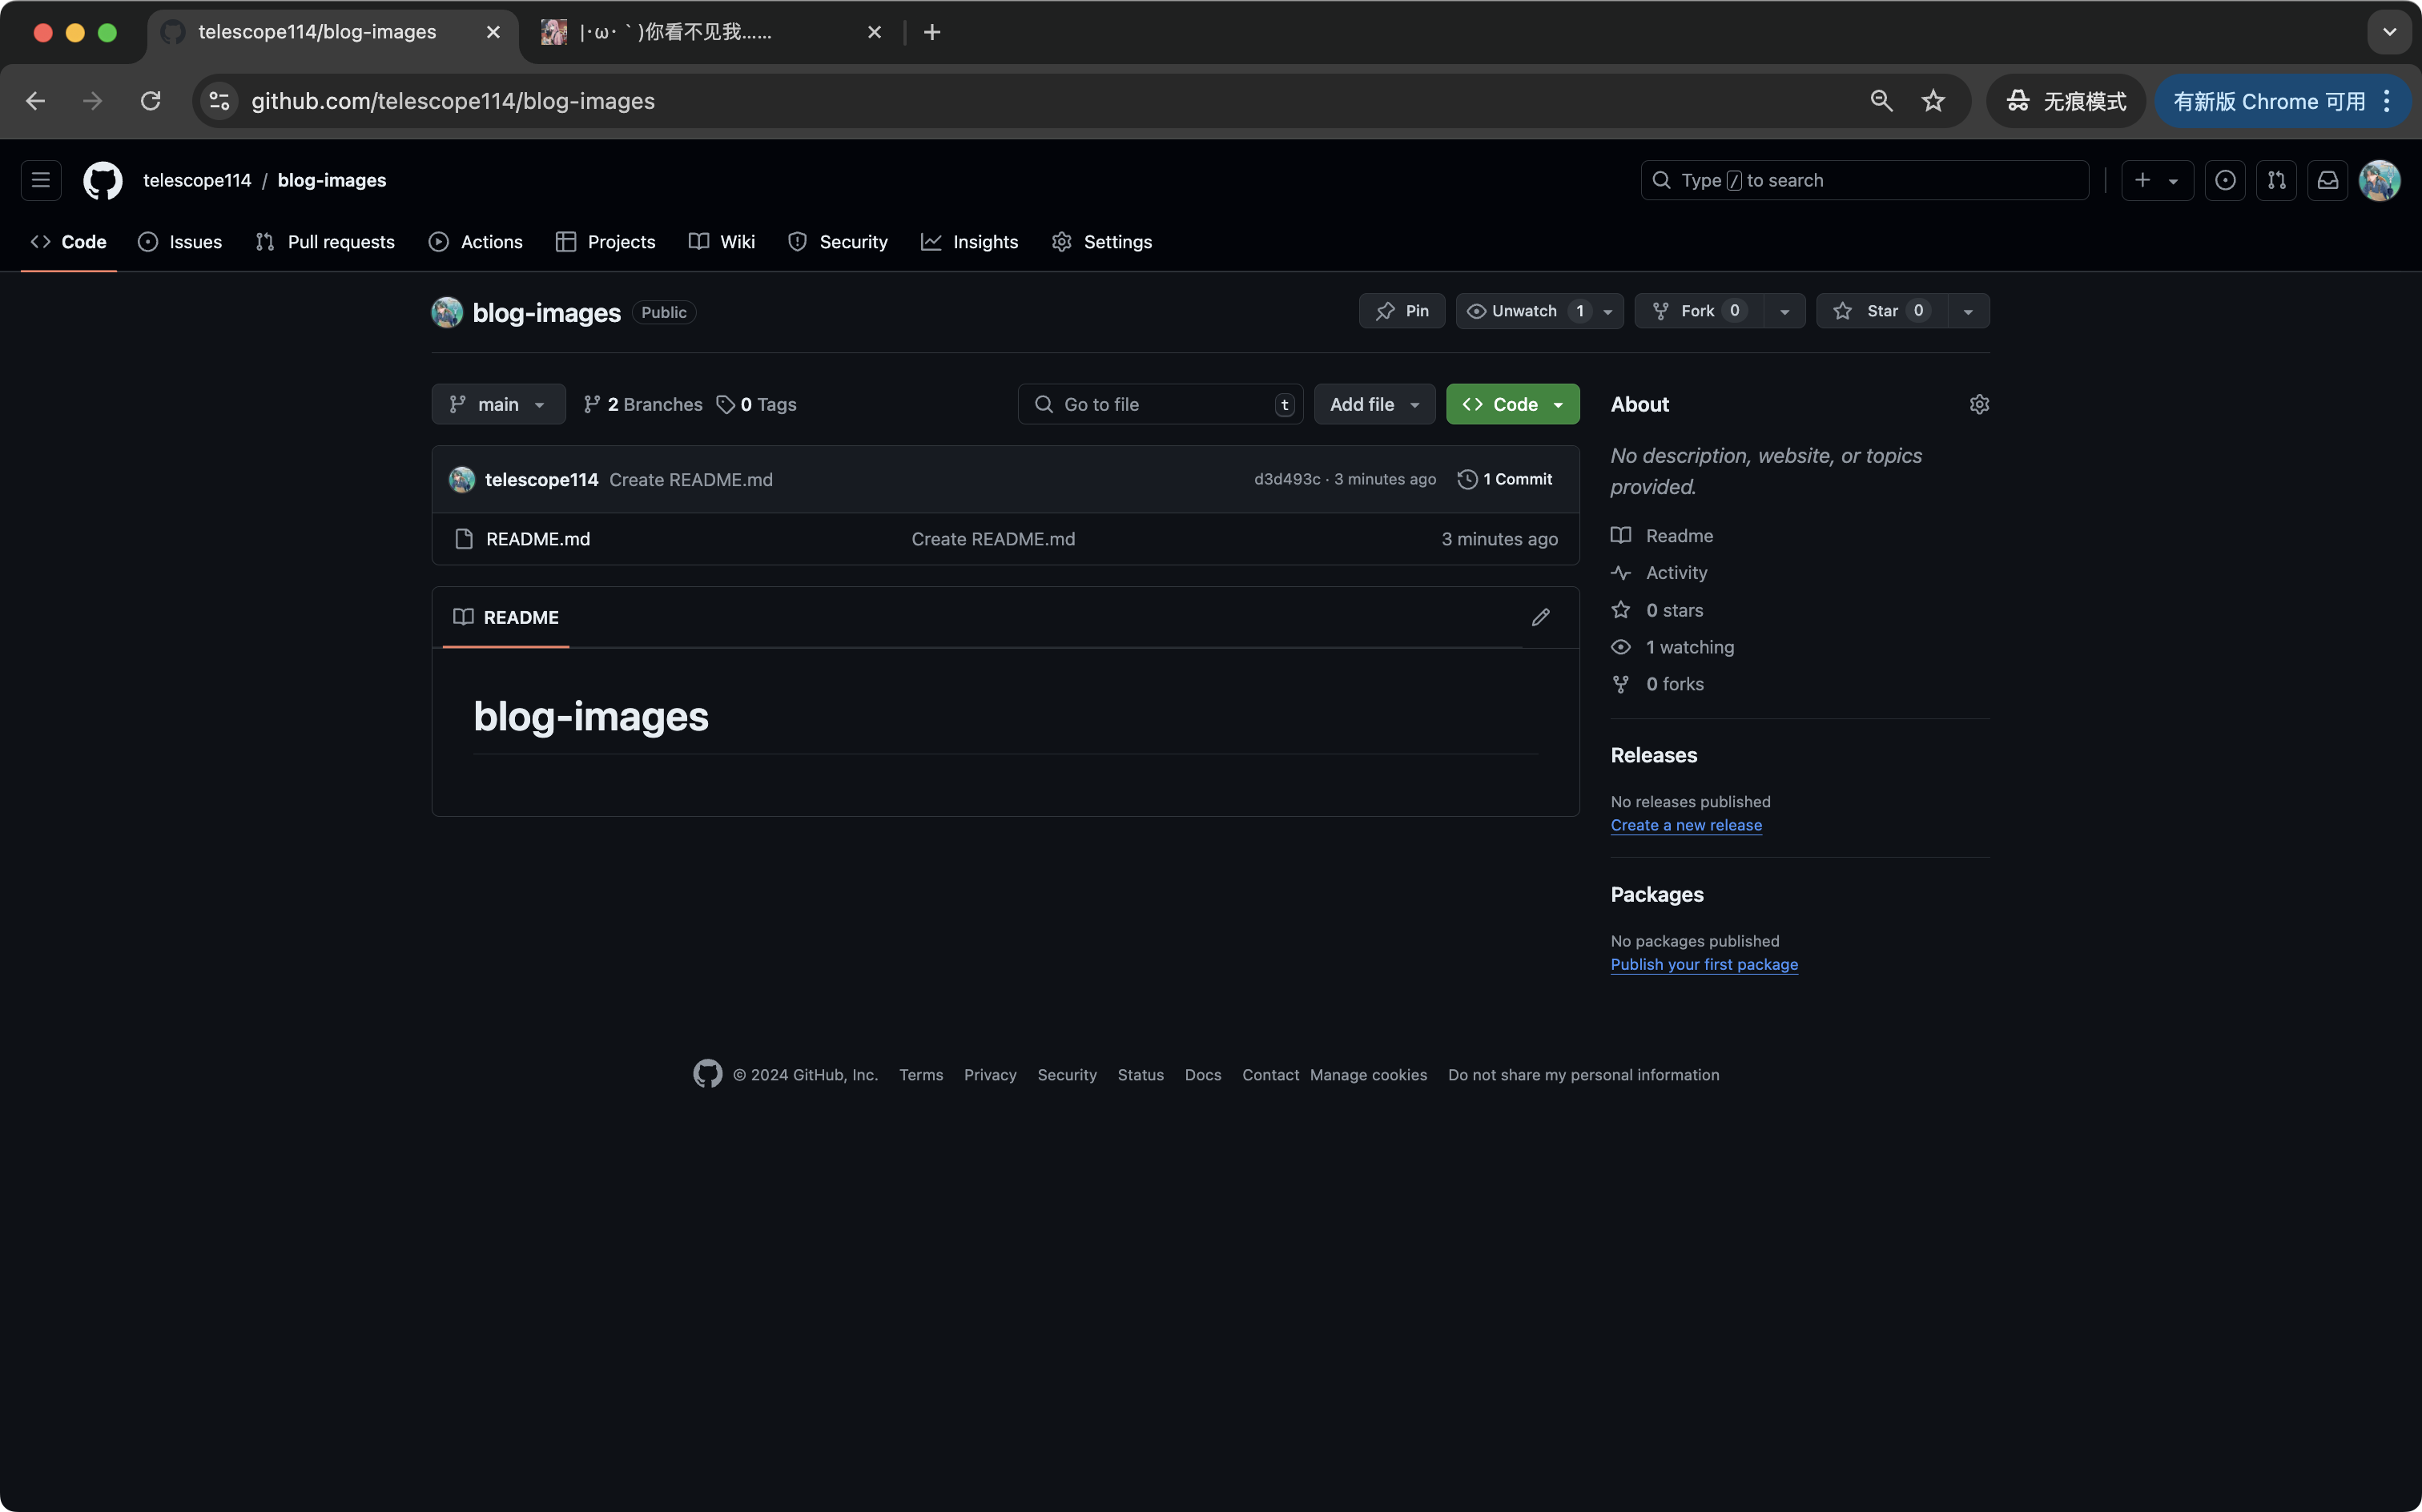 telescope114/blog-images
|･ω･｀)你看不见我……
github.com/telescope114/blog-images
无痕模式
有新版 Chrome 可用
telescope114 / blog-images
Type / to search
Code
Issues
Pull requests
Actions
Projects
Wiki
Security
Insights
Settings
blog-images Public
Pin
Unwatch 1
Fork 0
Star 0
main
2 Branches
0 Tags
Go to file t
Add file
Code
telescope114 Create README.md
d3d493c · 3 minutes ago
1 Commit
README.md
Create README.md
3 minutes ago
README
blog-images
About
No description, website, or topics
provided.
Readme
Activity
0 stars
1 watching
0 forks
Releases
No releases published
Create a new release
Packages
No packages published
Publish your first package
© 2024 GitHub, Inc.
Terms
Privacy
Security
Status
Docs
Contact
Manage cookies
Do not share my personal information